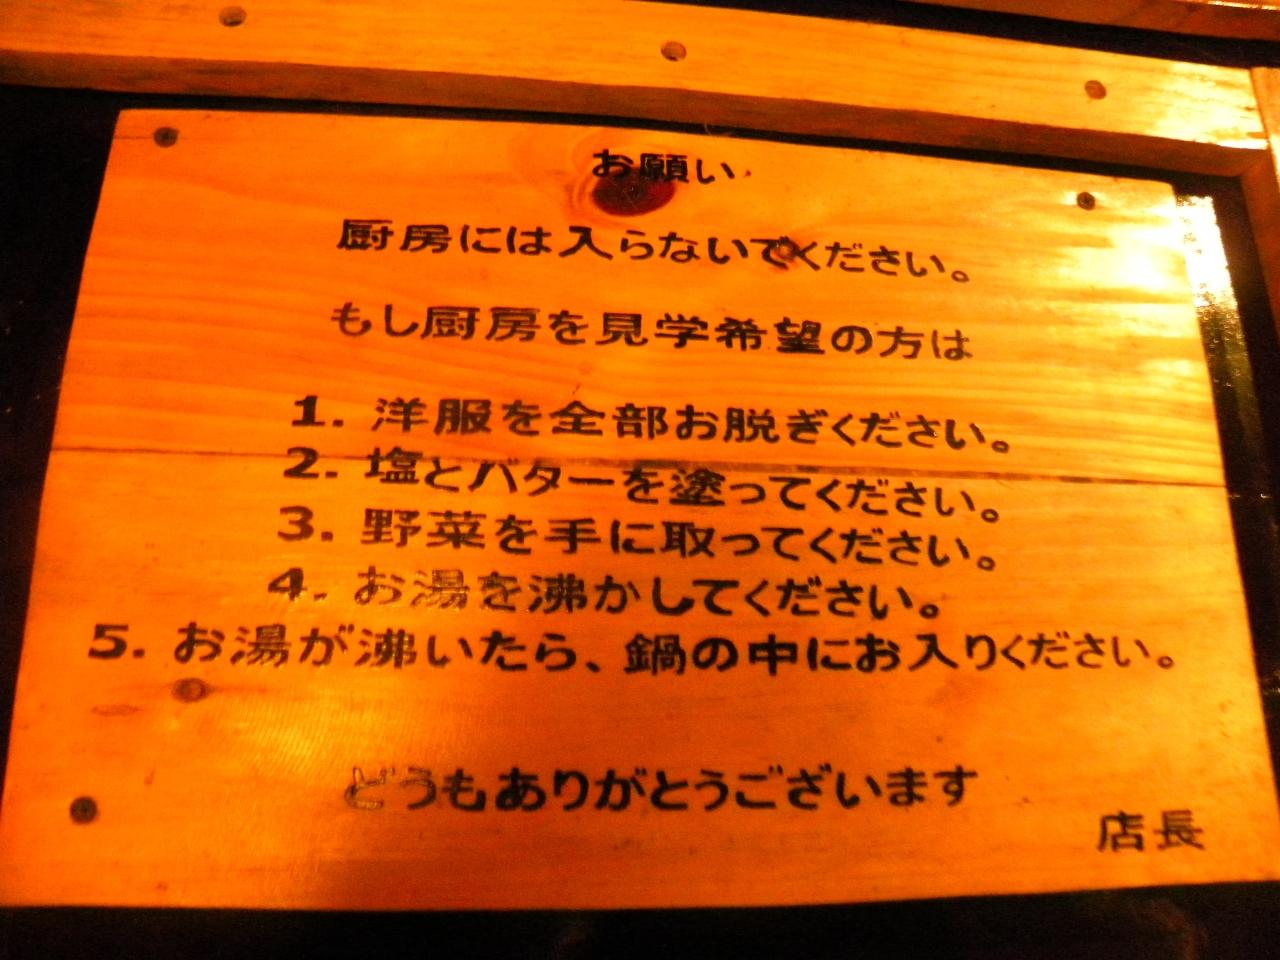 お願い
厨房には入らないでください。
もし厨房を見学希望の方は
1. 洋服を全部お脱ぎください。
2. 塩とバターを塗ってください。
3. 野菜を手に取ってください。
4. お湯を沸かしてください。
5. お湯が沸いたら、鍋の中にお入りください。
どうもありがとうございます
店長